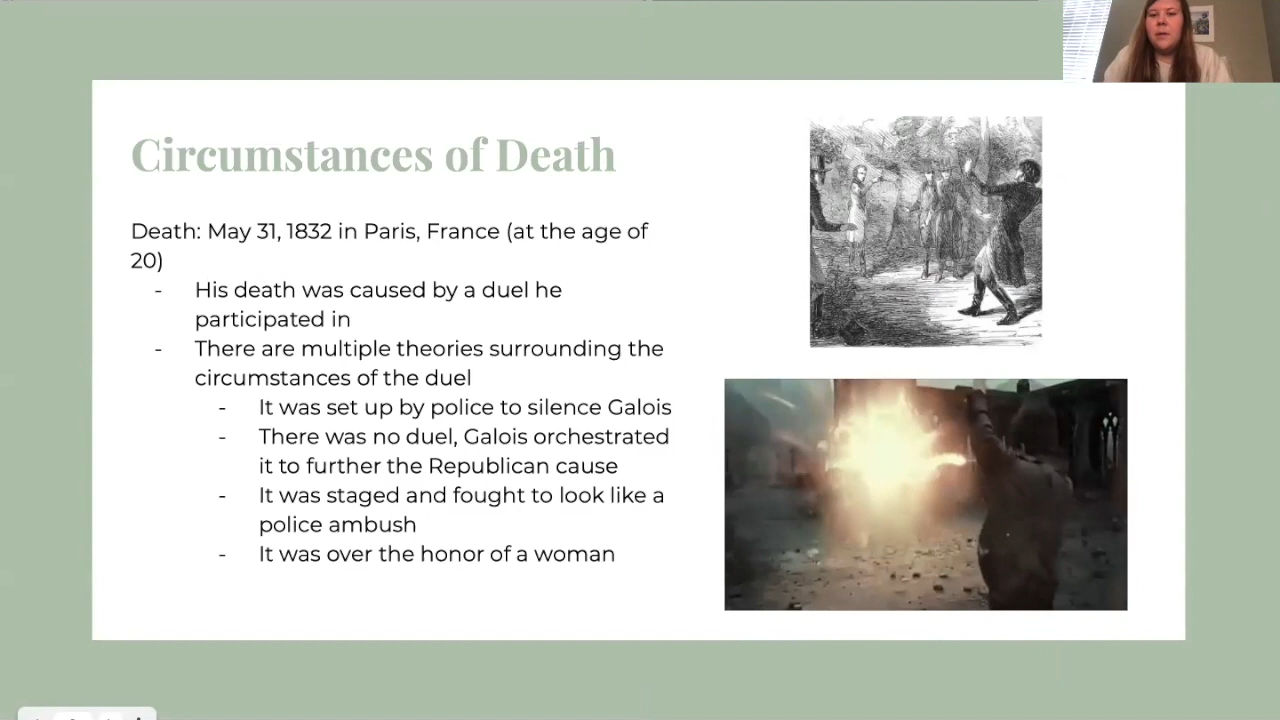 Circumstances of Death
Death: May 31, 1832 in Paris, France (at the age of
20)
- His death was caused by a duel he
participated in
- There are multiple theories surrounding the
circumstances of the duel
- It was set up by police to silence Galois
- There was no duel, Galois orchestrated
it to further the Republican cause
- It was staged and fought to look like a
police ambush
- It was over the honor of a woman